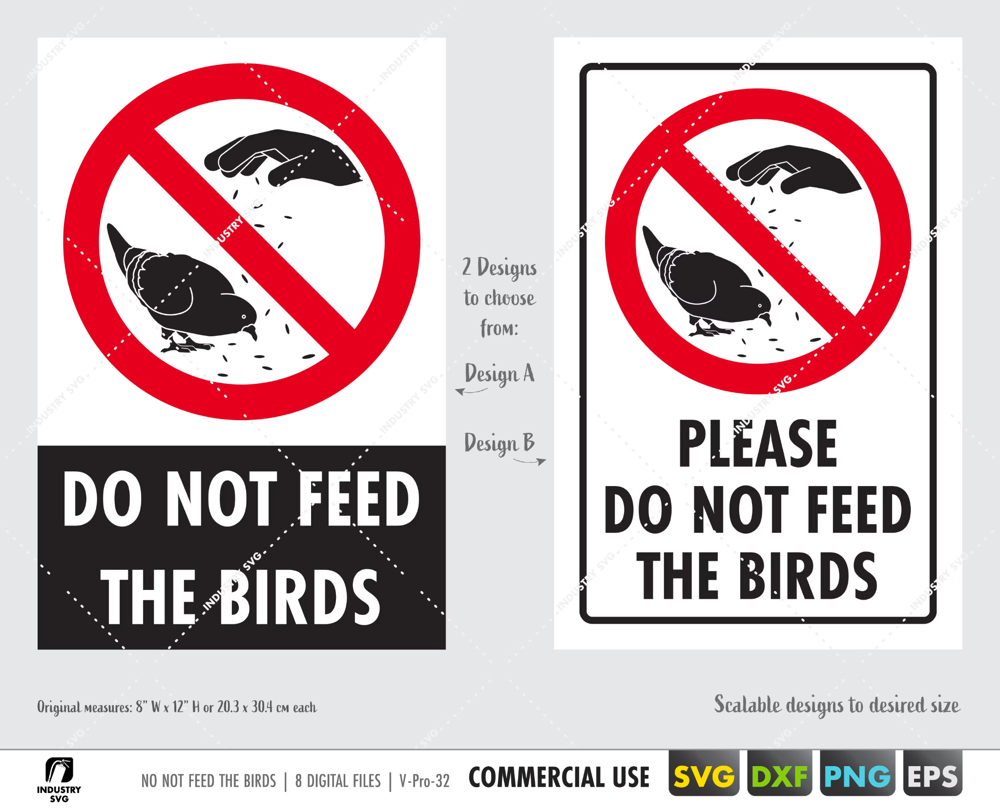 DO NOT FEED
THE BIRDS
2 Designs
to choose
from:
Design A
Design B
PLEASE
DO NOT FEED
THE BIRDS
Original measures: 8" W x 12" H or 20.3 x 30.4 cm each
Scalable designs to desired size
INDUSTRY
SVG
NO NOT FEED THE BIRDS | 8 DIGITAL FILES | V-Pro-32
COMMERCIAL USE
SVG
DXF
PNG
EPS
INDUSTRY SVG